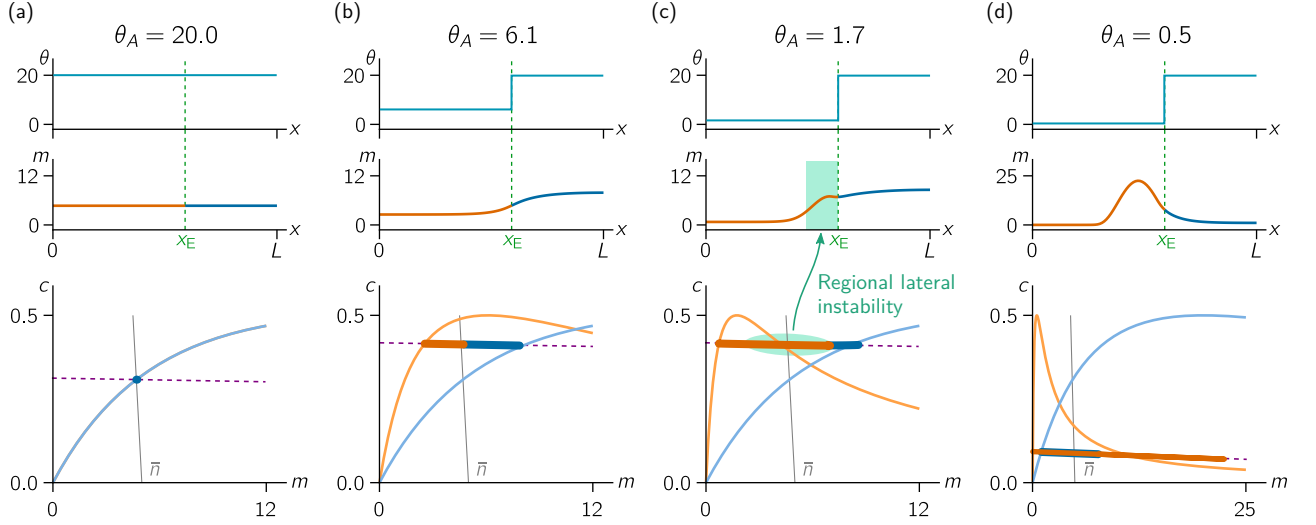 (a)
θ_A = 20.0
θ
20
0
x
m
12
0
x
0
x_E
L
c
0.5
0.0
n̄
m
0
12
(b)
θ_A = 6.1
θ
20
0
x
m
12
0
x
0
x_E
L
c
0.5
0.0
n̄
m
0
12
(c)
θ_A = 1.7
θ
20
0
x
m
12
0
x
0
x_E
L
Regional lateral
instability
c
0.5
0.0
n̄
m
0
12
(d)
θ_A = 0.5
θ
20
0
x
m
25
0
x
0
x_E
L
c
0.5
0.0
n̄
m
0
25